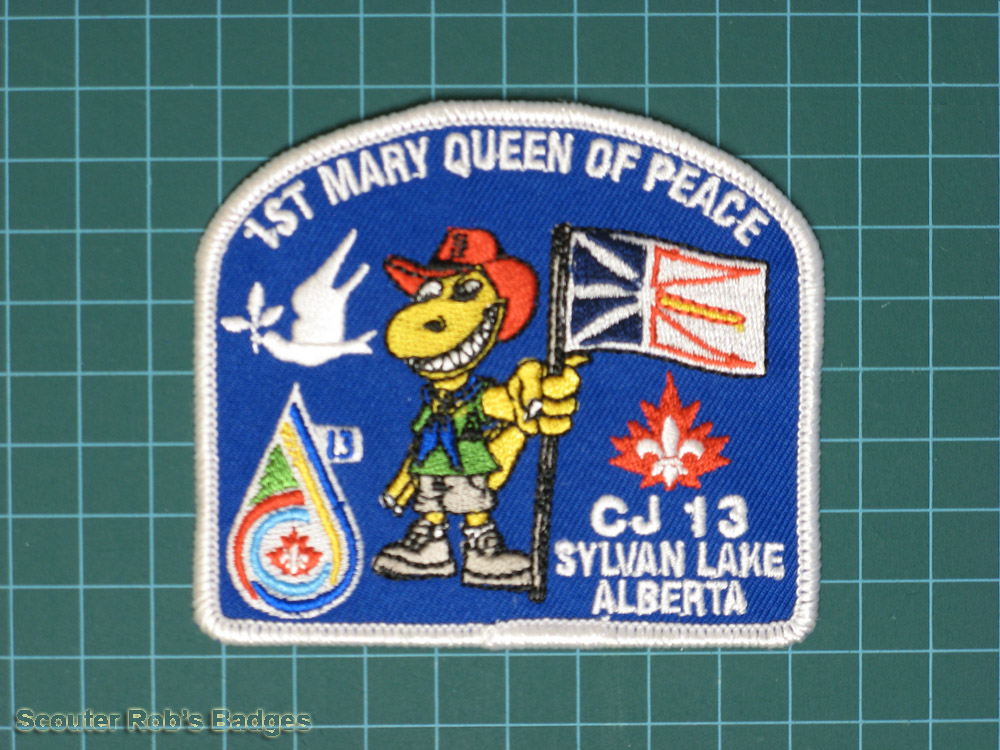 1ST MARY QUEEN OF PEACE
13
CJ 13
SYLVAN LAKE
ALBERTA
Scouter Rob's Badges